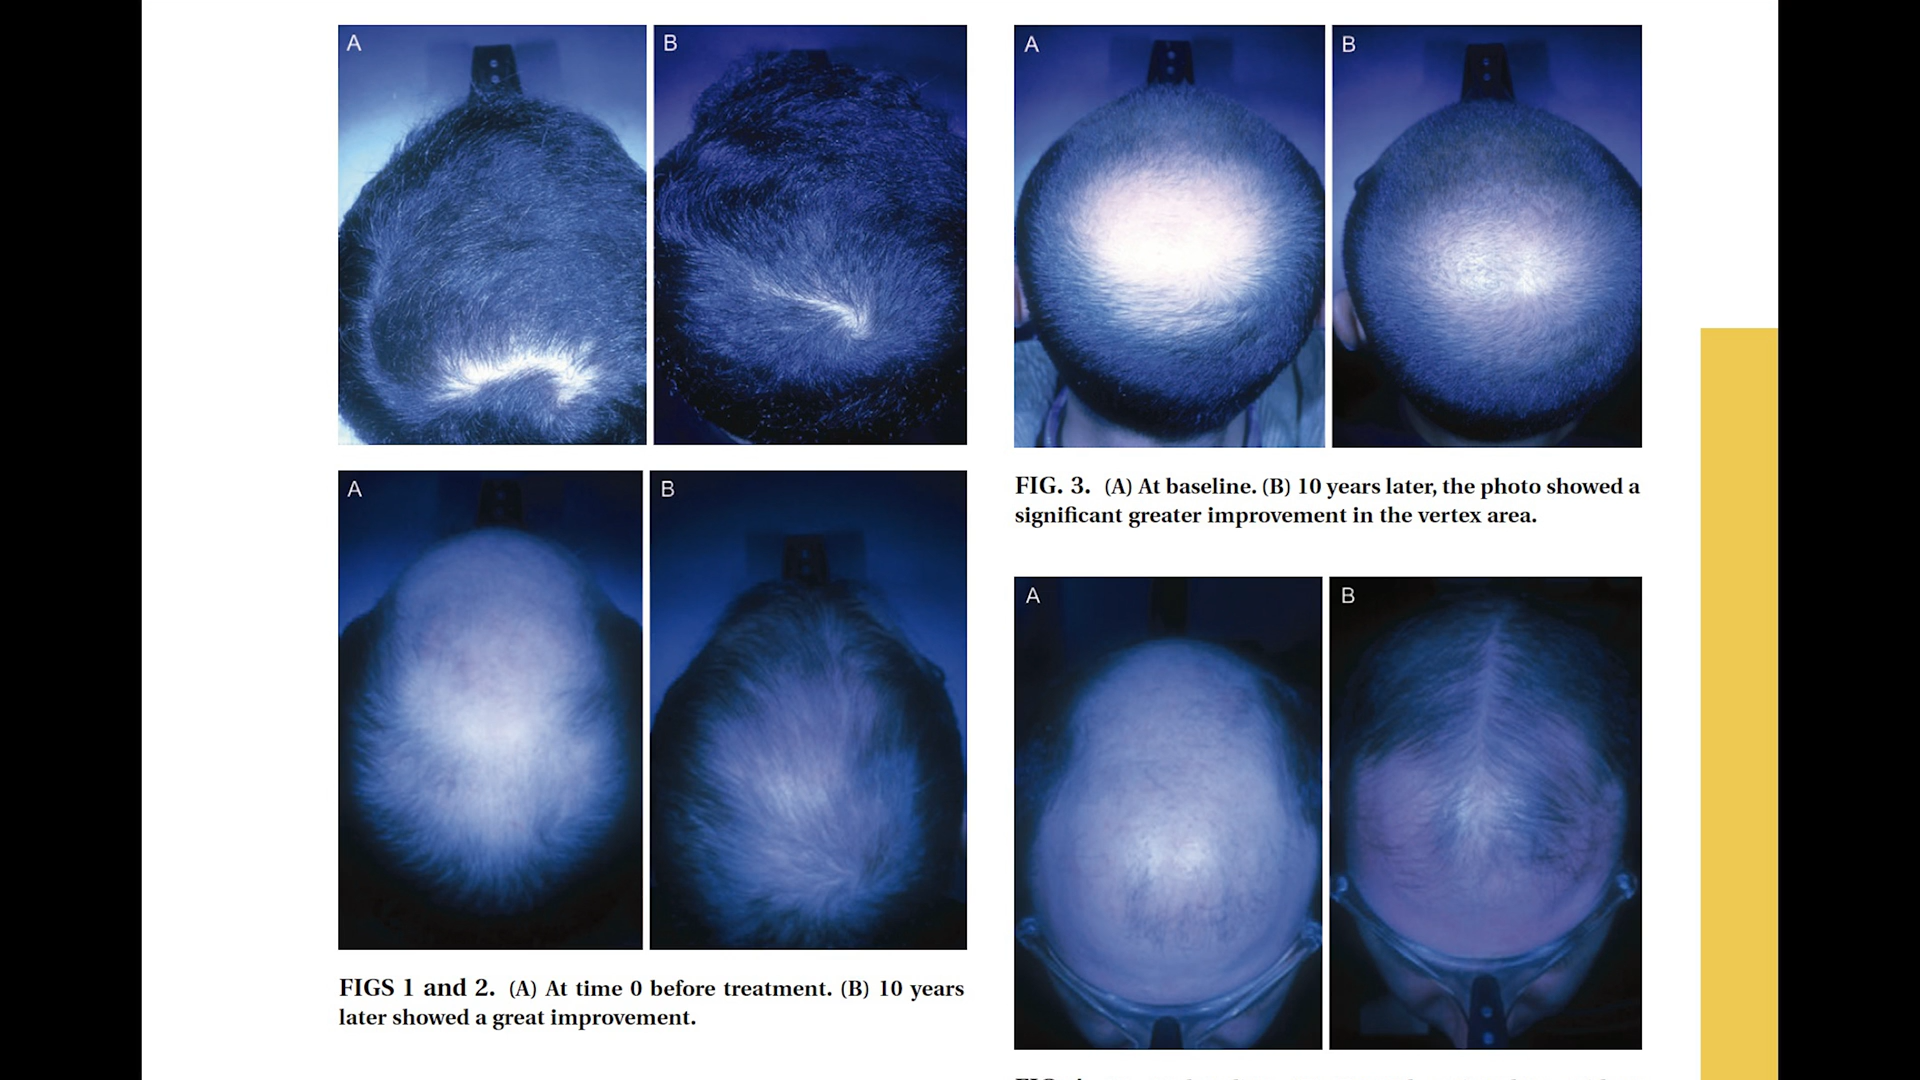 A
B
A
B
FIGS 1 and 2. (A) At time 0 before treatment. (B) 10 years
later showed a great improvement.
A
B
FIG. 3. (A) At baseline. (B) 10 years later, the photo showed a
significant greater improvement in the vertex area.
A
B